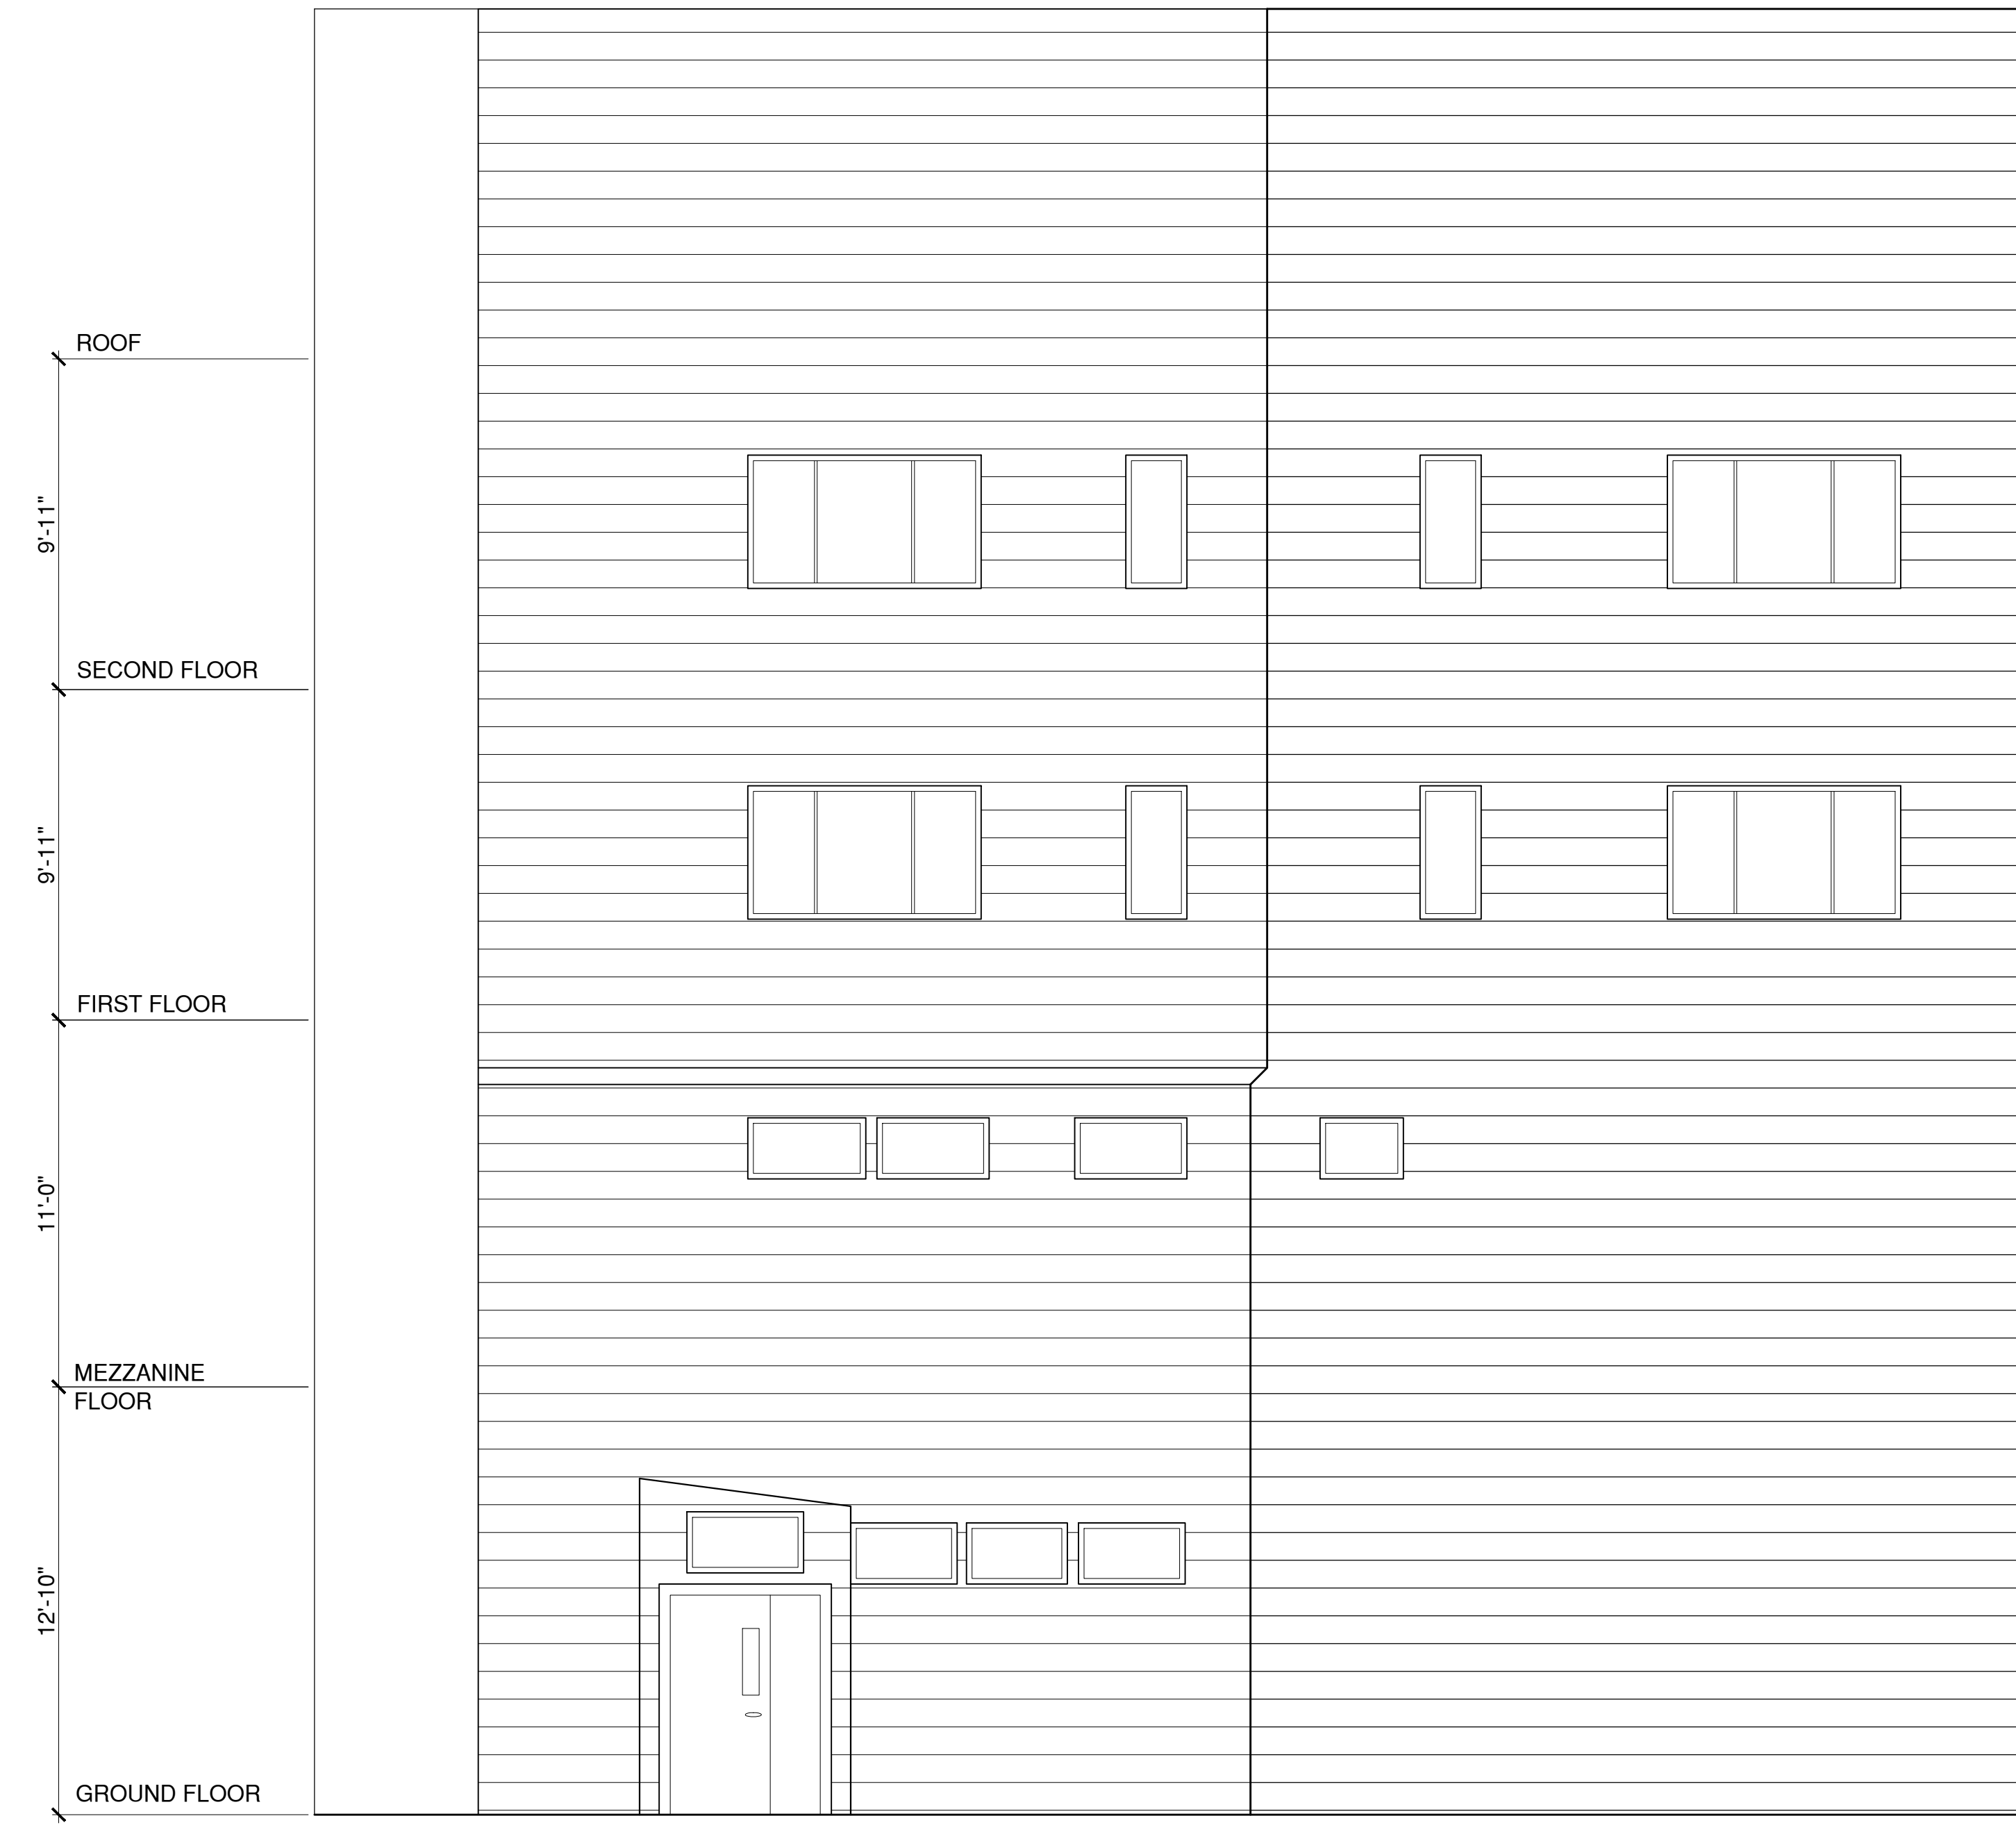 ROOF
9'-11"
SECOND FLOOR
9'-11"
FIRST FLOOR
11'-0"
MEZZANINE
FLOOR
12'-10"
GROUND FLOOR